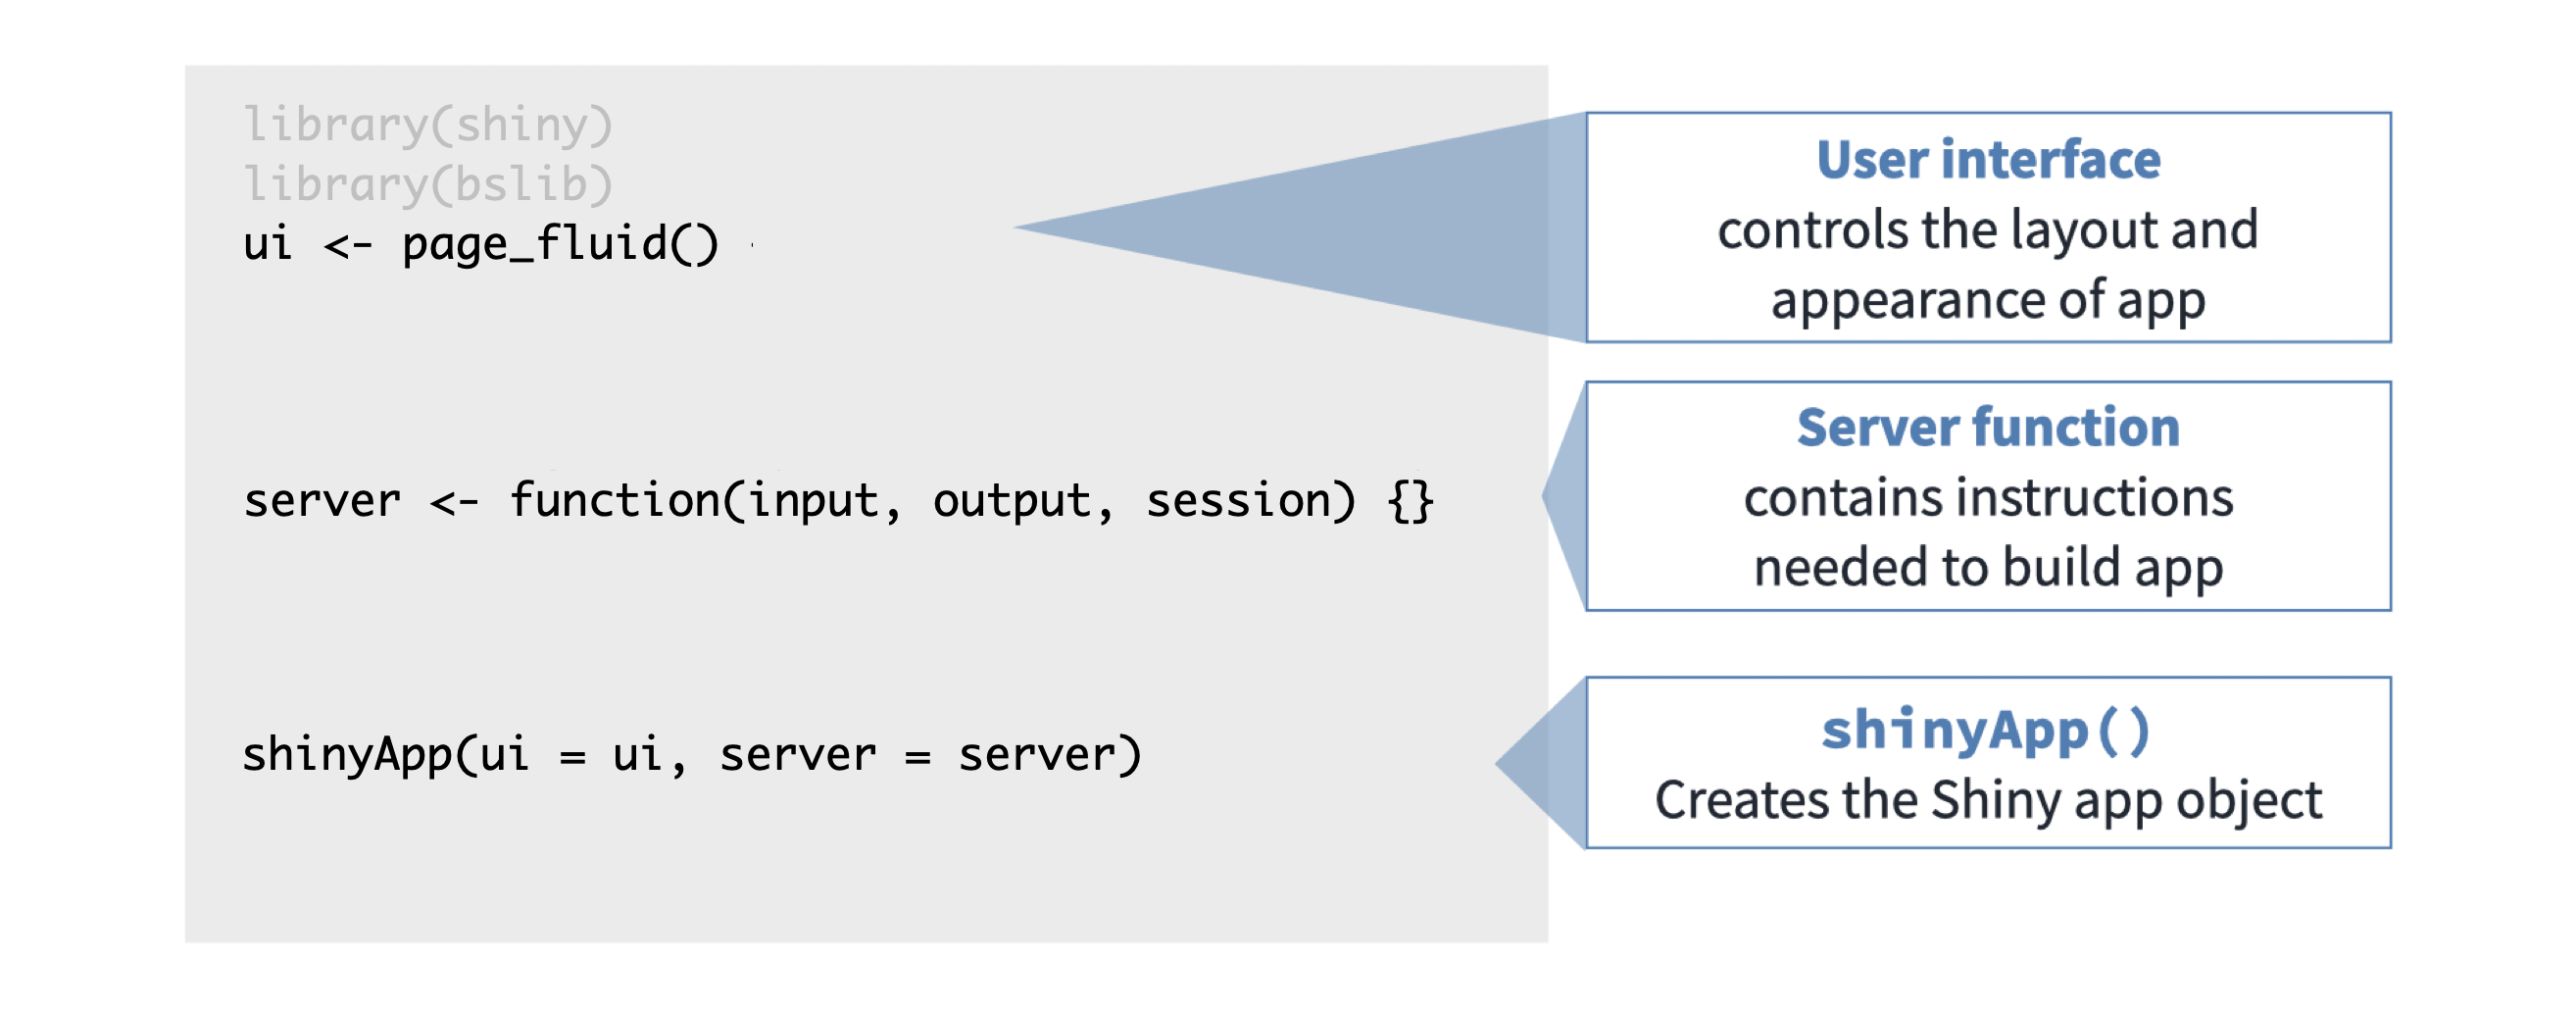 library(shiny)
library(bslib)
ui <- page_fluid()
server <- function(input, output, session) {}
shinyApp(ui = ui, server = server)
User interface
controls the layout and
appearance of app
Server function
contains instructions
needed to build app
shinyApp()
Creates the Shiny app object